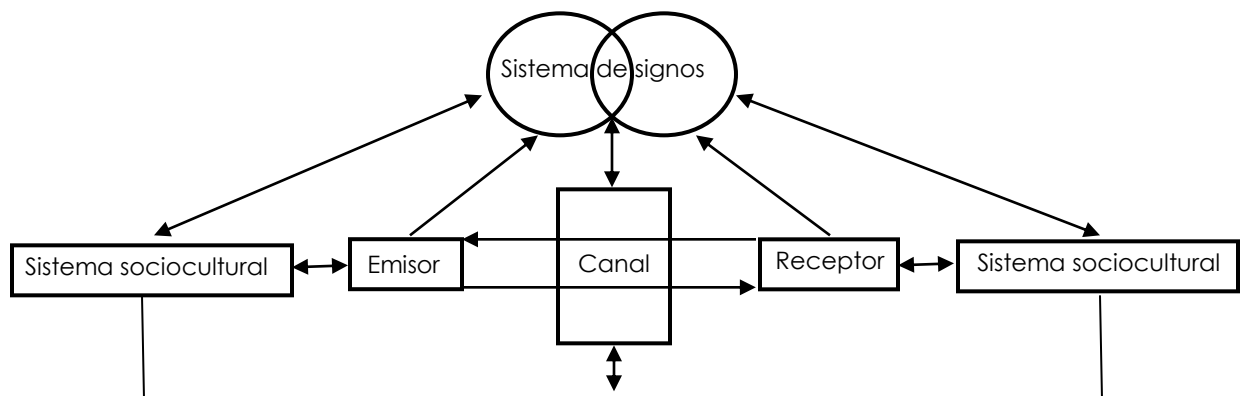 Sistema de signos
Sistema sociocultural
Emisor
Canal
Receptor
Sistema sociocultural